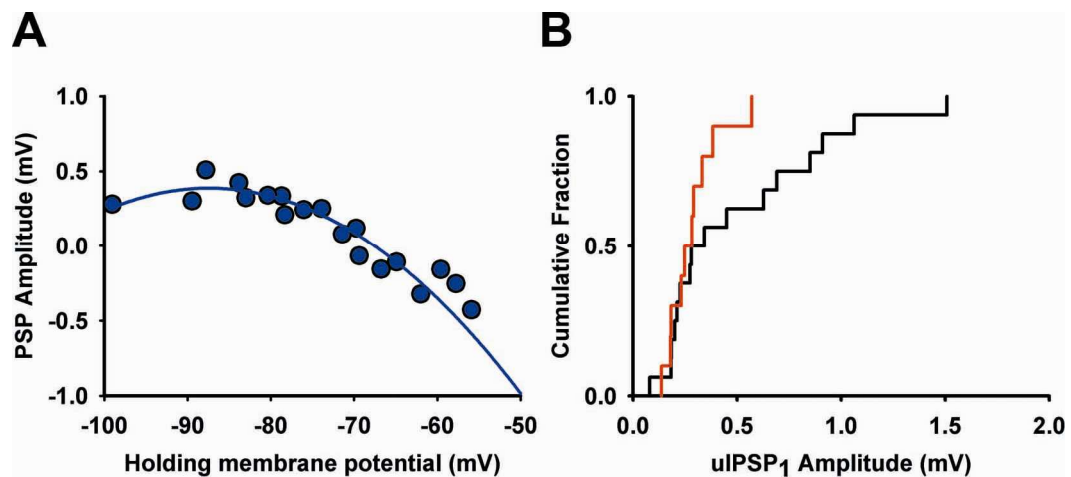 A
PSP Amplitude (mV)
1.0
0.5
0.0
-0.5
-1.0
-100 -90 -80 -70 -60 -50
Holding membrane potential (mV)
B
Cumulative Fraction
1.0
0.5
0.0
0.0 0.5 1.0 1.5 2.0
uIPSP1 Amplitude (mV)